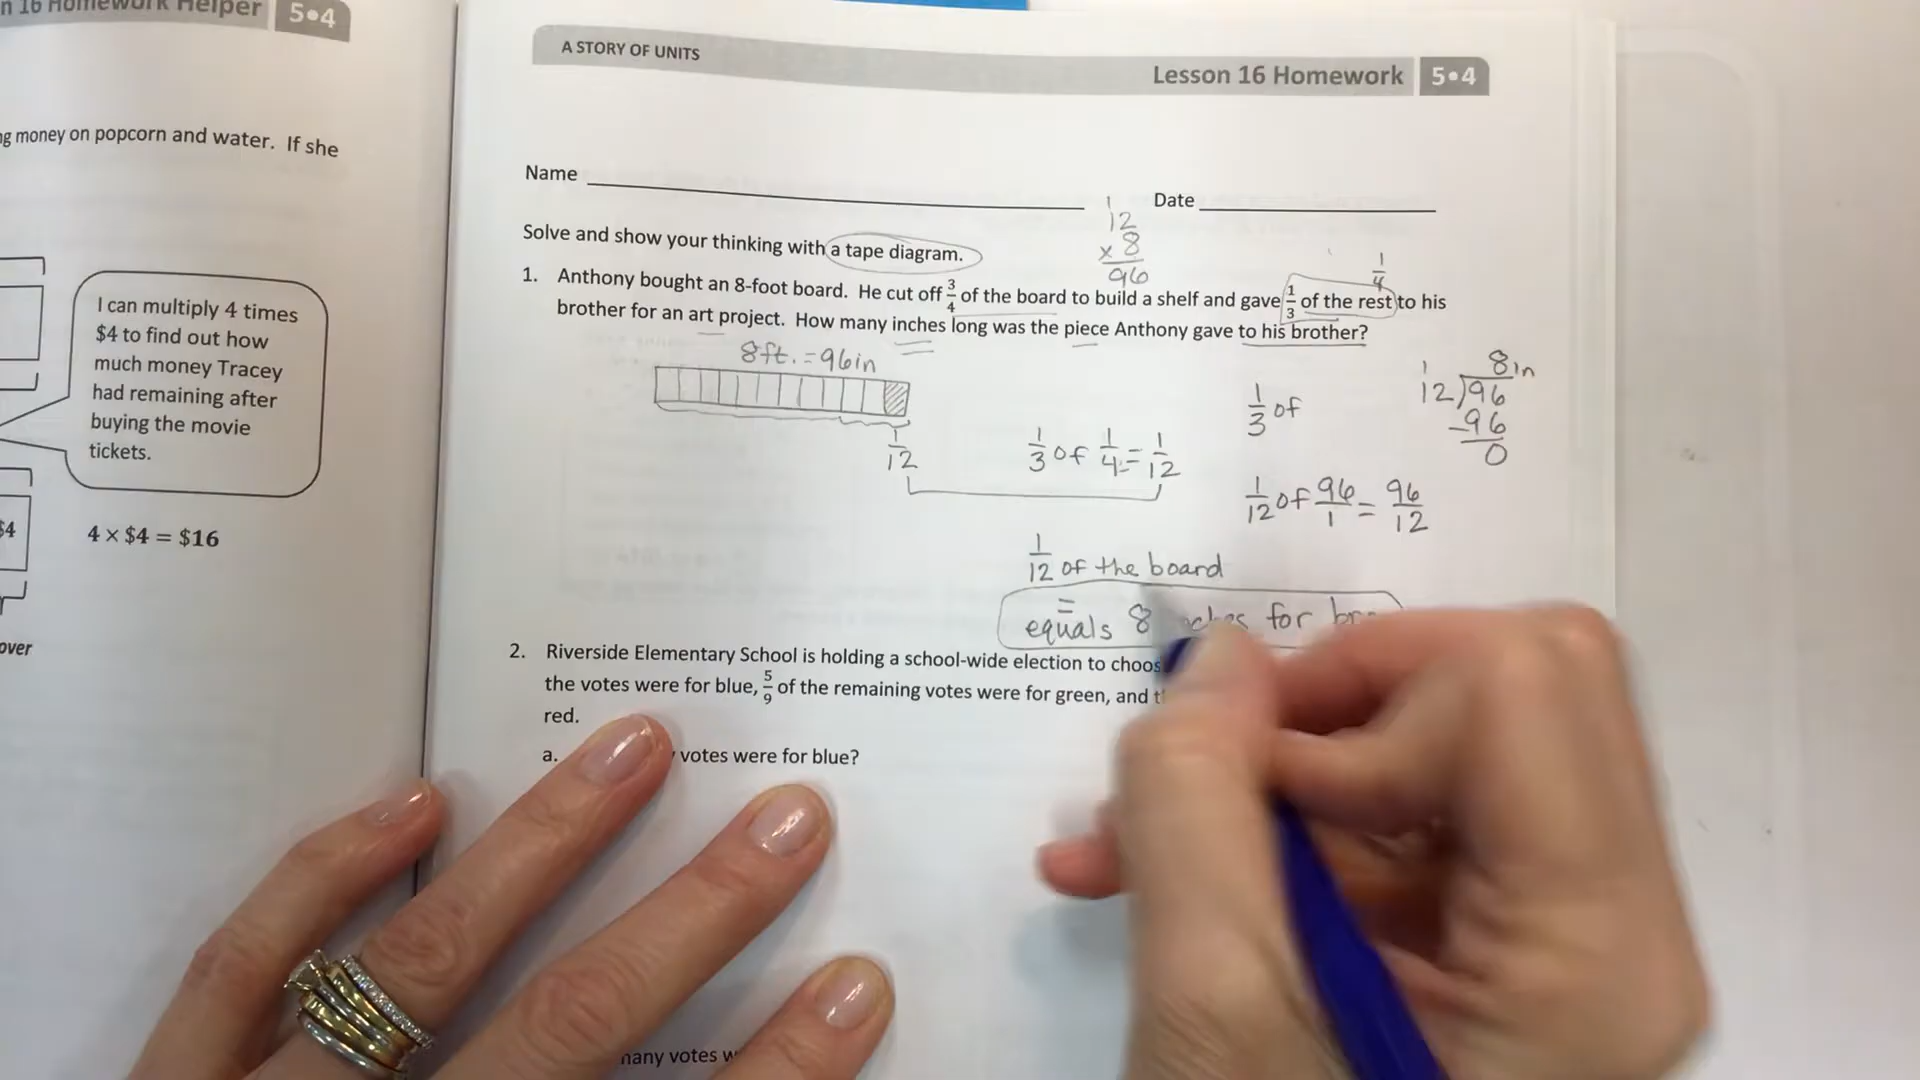 n 16 Homework Helper 5•4
ng money on popcorn and water. If she
I can multiply 4 times
$4 to find out how
much money Tracey
had remaining after
buying the movie
tickets.
$4
4 × $4 = $16
over
A STORY OF UNITS
Lesson 16 Homework 5•4
Name
Date
1
12
× 8
96
Solve and show your thinking with a tape diagram.
1/4
1. Anthony bought an 8-foot board. He cut off 3/4 of the board to build a shelf and gave 1/3 of the rest to his
brother for an art project. How many inches long was the piece Anthony gave to his brother?
8ft. = 96in
1/12
1/3 of 1/4 = 1/12
1/3 of
1 8in
12)96
-96
0
1/12 of 96/1 = 96/12
1/12 of the board
=
equals 8 for
2. Riverside Elementary School is holding a school-wide election to choos
the votes were for blue, 5/9 of the remaining votes were for green, and t
red.
a. votes were for blue?
many votes w